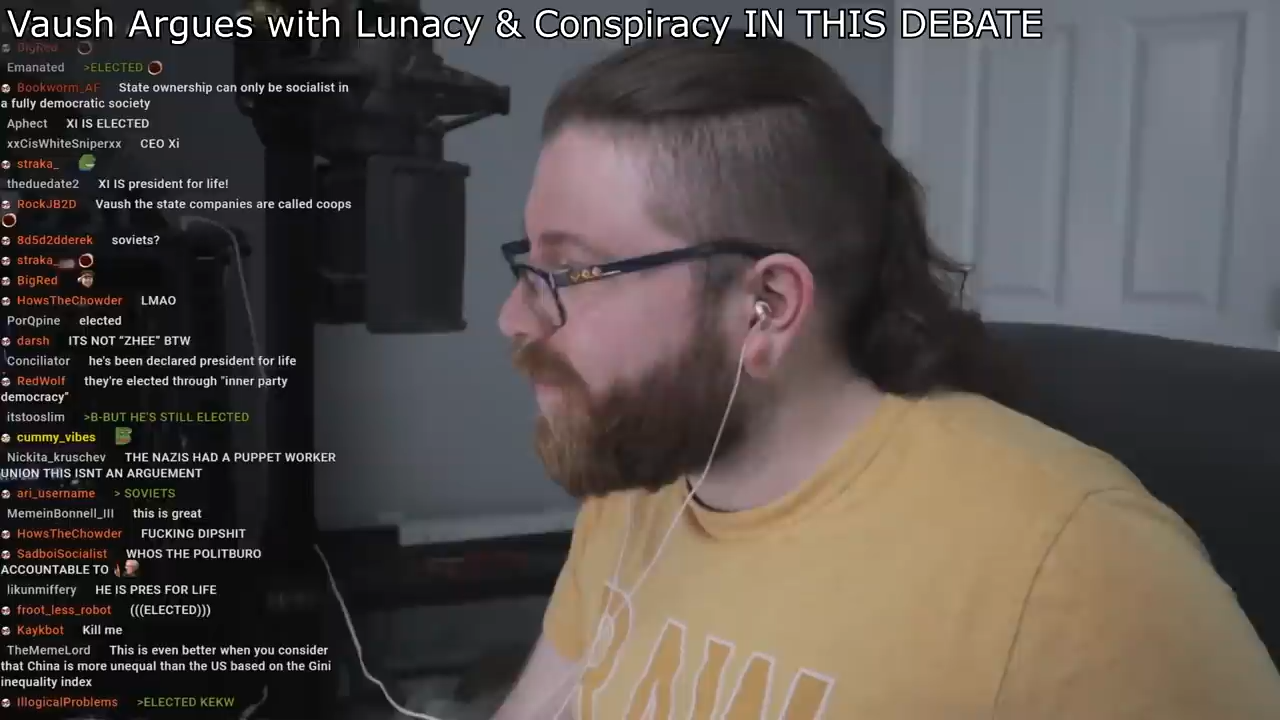 Vaush Argues with Lunacy & Conspiracy IN THIS DEBATE
BigRed
Emanated >ELECTED
Bookworm_AF State ownership can only be socialist in
a fully democratic society
Aphect XI IS ELECTED
xxCisWhiteSniperxx CEO Xi
straka_
theduedate2 XI IS president for life!
RockJB2D Vaush the state companies are called coops
8d5d2dderek soviets?
straka_
BigRed
HowsTheChowder LMAO
PorQpine elected
darsh ITS NOT “ZHEE” BTW
Conciliator he's been declared president for life
RedWolf they're elected through "inner party
democracy"
itstooslim >B-BUT HE'S STILL ELECTED
cummy_vibes
Nickita_kruschev THE NAZIS HAD A PUPPET WORKER
UNION THIS ISNT AN ARGUEMENT
ari_username > SOVIETS
MemeinBonnell_III this is great
HowsTheChowder FUCKING DIPSHIT
SadboiSocialist WHOS THE POLITBURO
ACCOUNTABLE TO
likunmiffery HE IS PRES FOR LIFE
froot_less_robot (((ELECTED)))
Kaykbot Kill me
TheMemeLord This is even better when you consider
that China is more unequal than the US based on the Gini
inequality index
IllogicalProblems >ELECTED KEKW